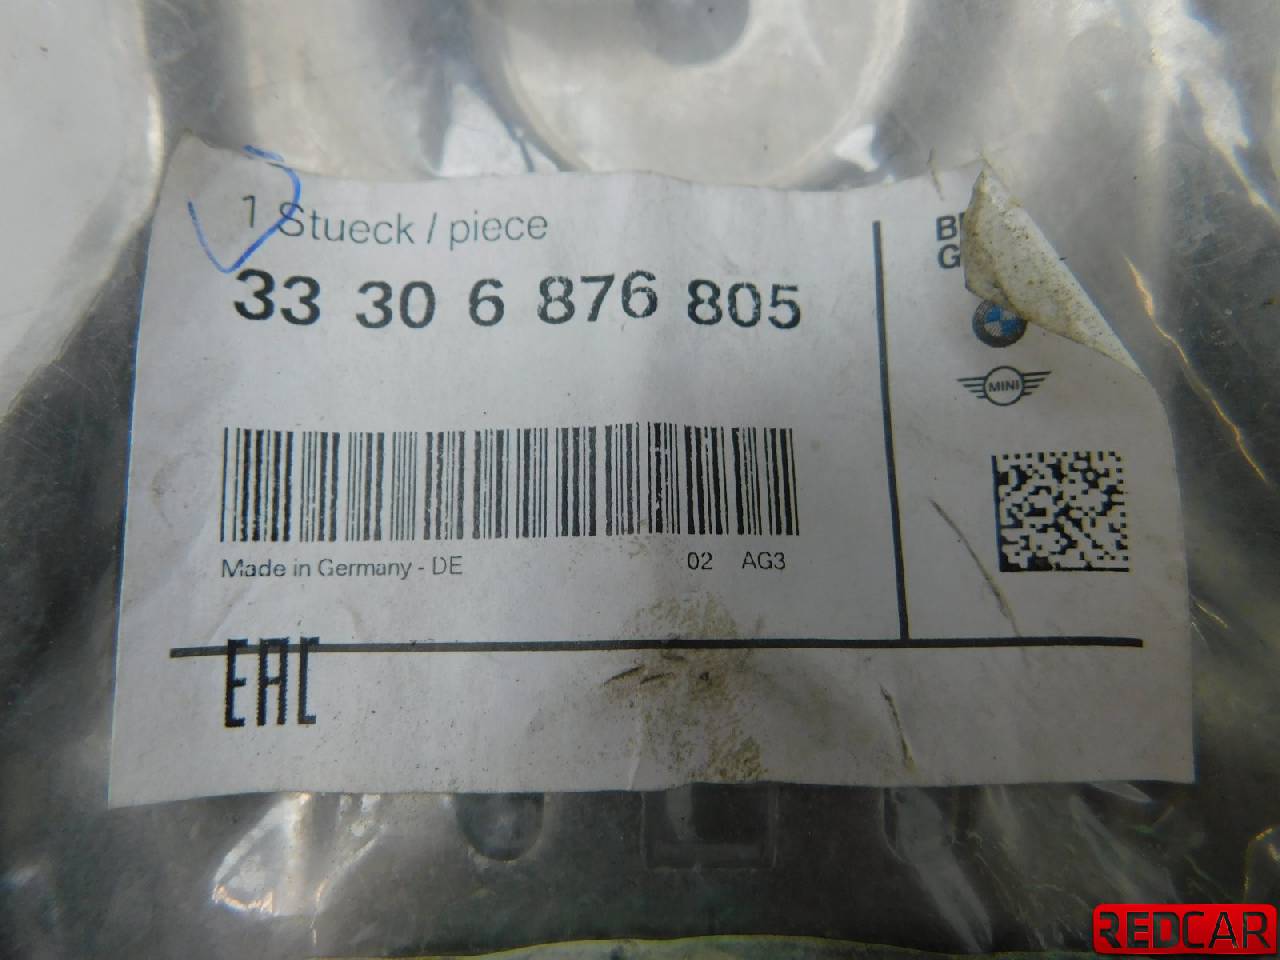 1 Stueck / piece
33 30 6 876 805
MINI
Made in Germany - DE 02 AG3
EAC
REDCAR